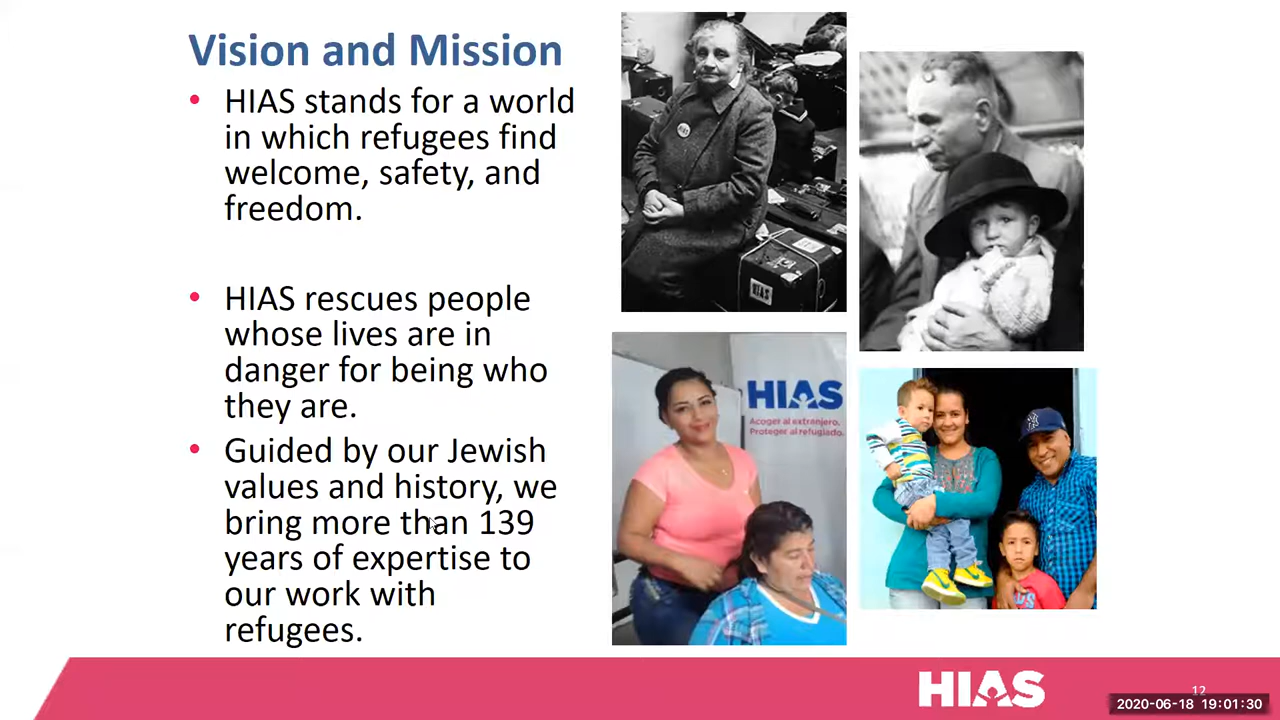 Vision and Mission
• HIAS stands for a world
in which refugees find
welcome, safety, and
freedom.
• HIAS rescues people
whose lives are in
danger for being who
they are.
• Guided by our Jewish
values and history, we
bring more than 139
years of expertise to
our work with
refugees.
HIAS
HIAS
Acoger al extranjero.
Proteger al refugiado.
HIAS
12
2020-06-18 19:01:30